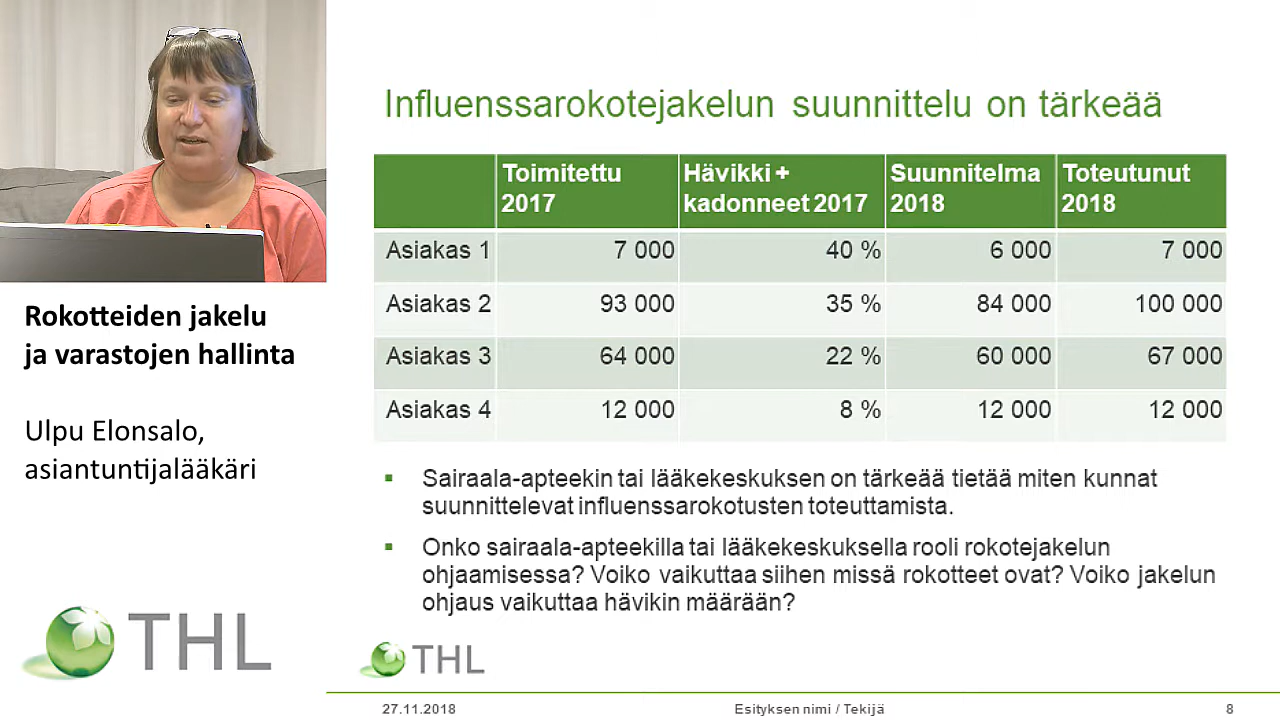 Influenssarokotejakelun suunnittelu on tärkeää
Toimitettu 2017 Hävikki + kadonneet 2017 Suunnitelma 2018 Toteutunut 2018
Asiakas 1 7 000 40 % 6 000 7 000
Asiakas 2 93 000 35 % 84 000 100 000
Asiakas 3 64 000 22 % 60 000 67 000
Asiakas 4 12 000 8 % 12 000 12 000
▪ Sairaala-apteekin tai lääkekeskuksen on tärkeää tietää miten kunnat
suunnittelevat influenssarokotusten toteuttamista.
▪ Onko sairaala-apteekilla tai lääkekeskuksella rooli rokotejakelun
ohjaamisessa? Voiko vaikuttaa siihen missä rokotteet ovat? Voiko jakelun
ohjaus vaikuttaa hävikin määrään?
THL
27.11.2018 Esityksen nimi / Tekijä 8
Rokotteiden jakelu
ja varastojen hallinta
Ulpu Elonsalo,
asiantuntijalääkäri
THL